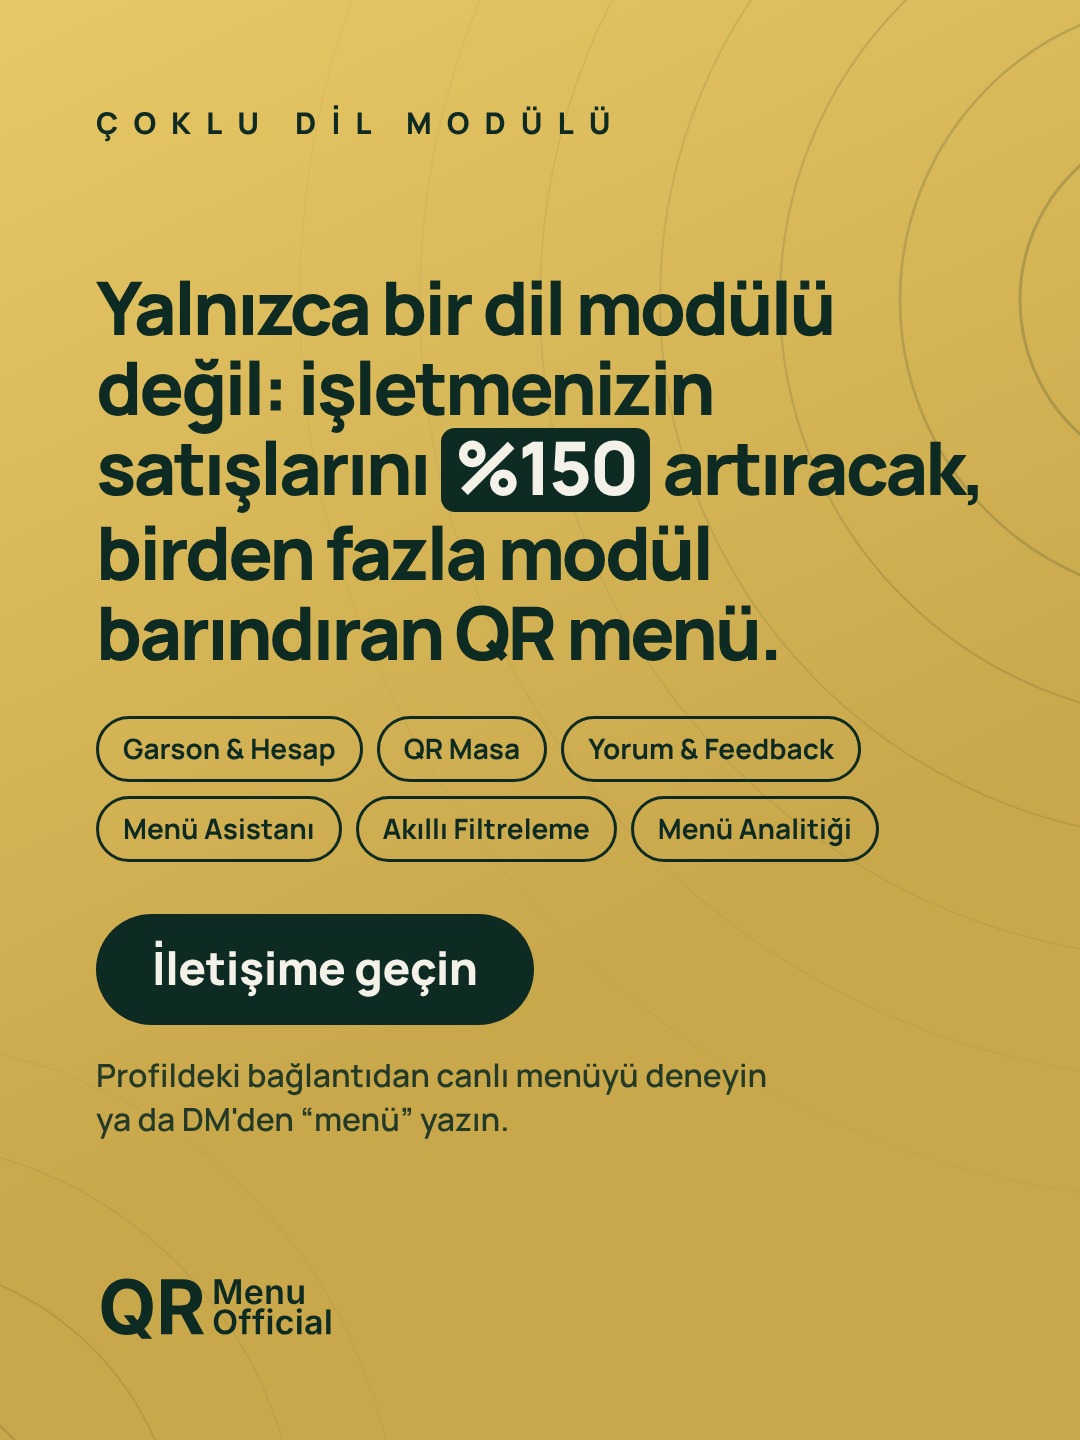 ÇOKLU DİL MODÜLÜ
Yalnızca bir dil modülü
değil: işletmenizin
satışlarını %150 artıracak,
birden fazla modül
barındıran QR menü.
Garson & Hesap
QR Masa
Yorum & Feedback
Menü Asistanı
Akıllı Filtreleme
Menü Analitiği
İletişime geçin
Profildeki bağlantıdan canlı menüyü deneyin
ya da DM'den “menü” yazın.
QR Menu
Official